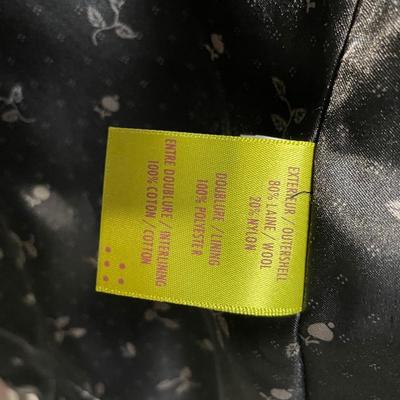 EXTERIEUR / OUTERSHELL
80% LAINE / WOOL
20% NYLON
DOUBLURE / LINING
100% POLYESTER
ENTRE DOUBLURE / INTERLINING
100% COTON / COTTON